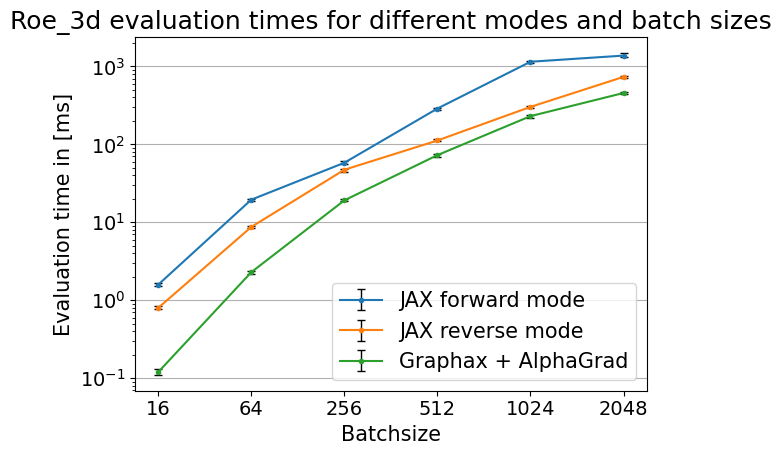 Roe_3d evaluation times for different modes and batch sizes
Evaluation time in [ms]
10³
10²
10¹
10⁰
10⁻¹
JAX forward mode
JAX reverse mode
Graphax + AlphaGrad
16 64 256 512 1024 2048
Batchsize